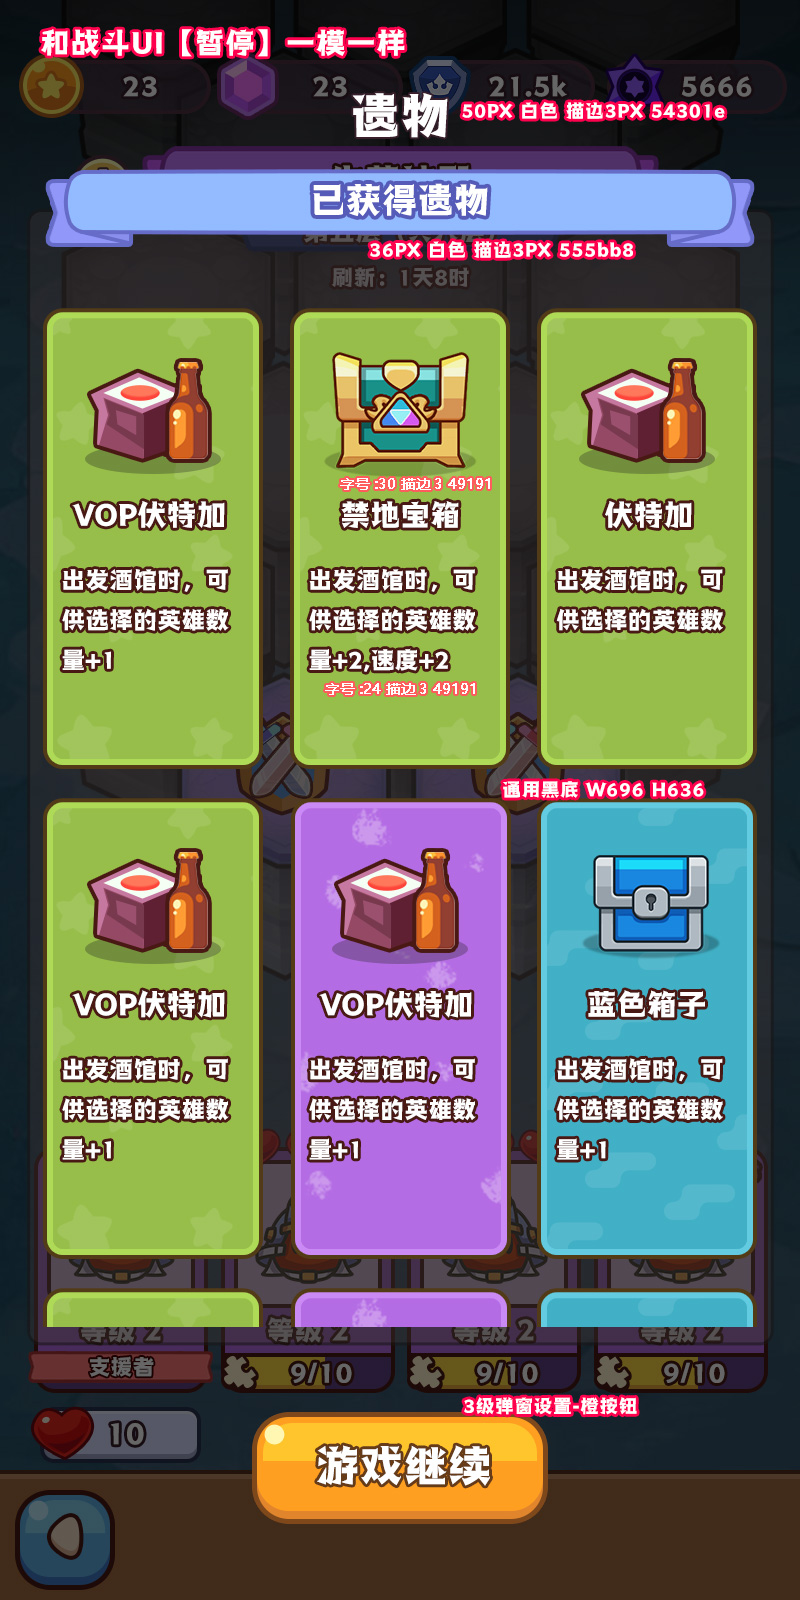 和战斗UI【暂停】一模一样
23
23
21.5k
5666
遗物
50PX 白色 描边3PX 54301e
已获得遗物
36PX 白色 描边3PX 555bb8
刷新：1天8时
VOP伏特加
出发酒馆时，可
供选择的英雄数
量+1
字号:30 描边3 49191
禁地宝箱
出发酒馆时，可
供选择的英雄数
量+2,速度+2
字号:24 描边3 49191
伏特加
出发酒馆时，可
供选择的英雄数
通用黑底 W696 H636
VOP伏特加
出发酒馆时，可
供选择的英雄数
量+1
VOP伏特加
出发酒馆时，可
供选择的英雄数
量+1
蓝色箱子
出发酒馆时，可
供选择的英雄数
量+1
等级 2
等级 2
等级 2
等级 2
支援者
9/10
9/10
9/10
3级弹窗设置-橙按钮
10
游戏继续